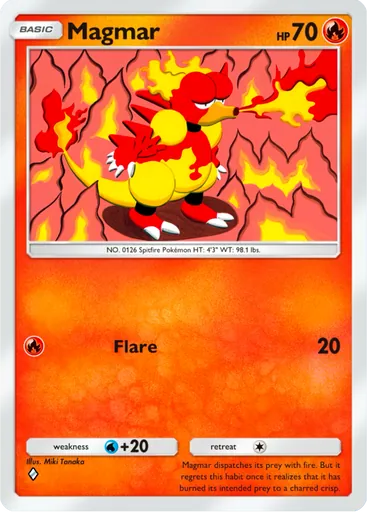 BASIC Magmar HP 70
NO. 0126 Spitfire Pokémon HT: 4'3" WT: 98.1 lbs.
Flare 20
weakness +20 retreat
Illus. Miki Tanaka
Magmar dispatches its prey with fire. But it
regrets this habit once it realizes that it has
burned its intended prey to a charred crisp.